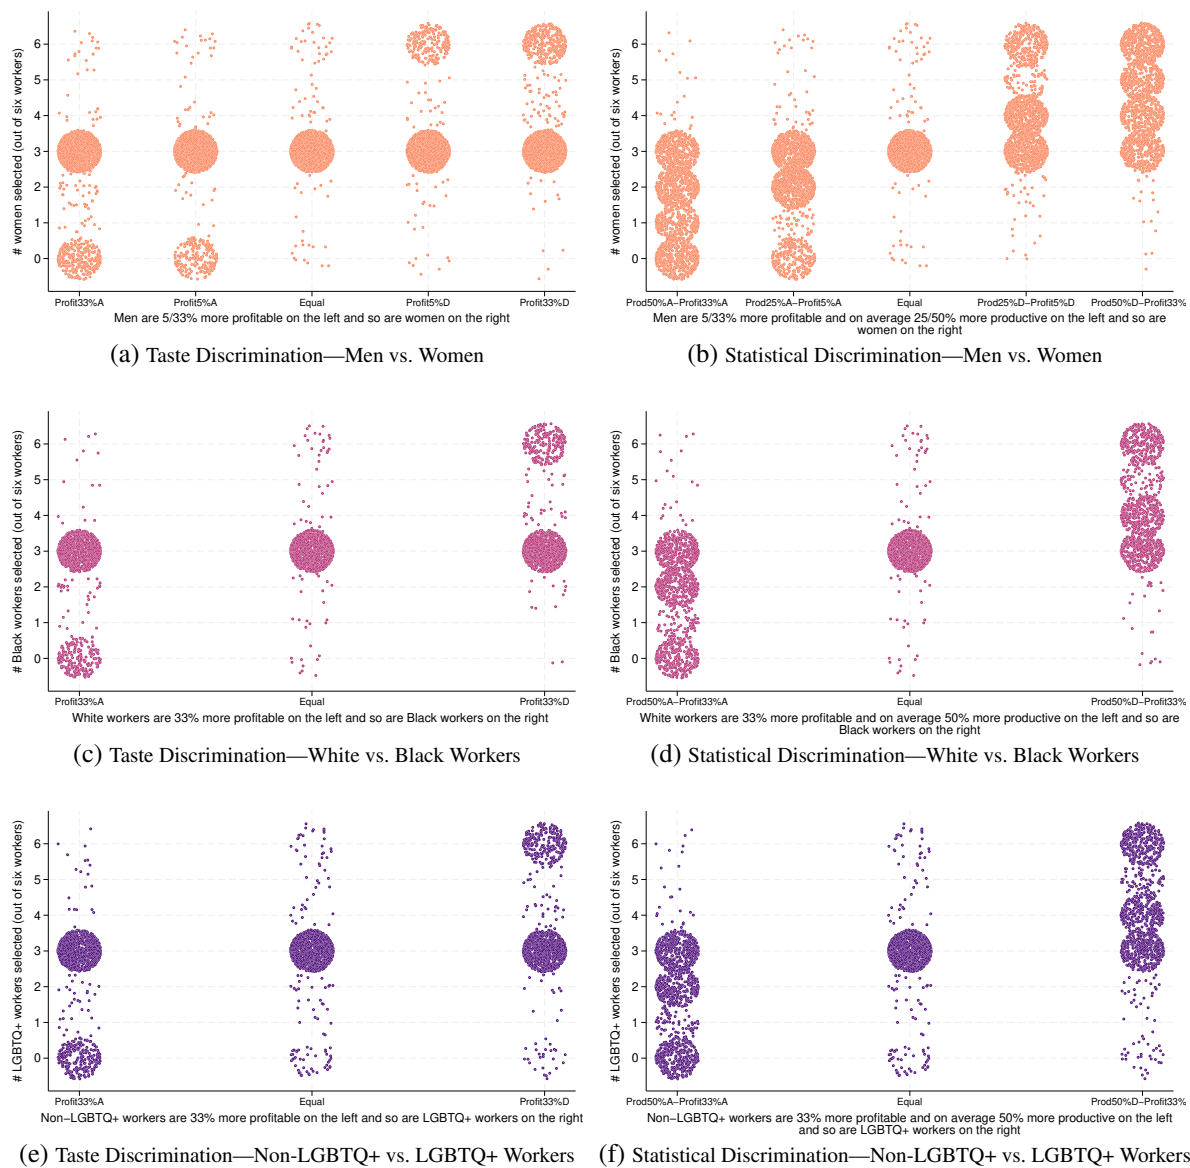 # women selected (out of six workers)
6
5
4
3
2
1
0
Profit33%A Profit5%A Equal Profit5%D Profit33%D
Men are 5/33% more profitable on the left and so are women on the right
(a) Taste Discrimination—Men vs. Women
# women selected (out of six workers)
6
5
4
3
2
1
0
Prod50%A−Profit33%A Prod25%A−Profit5%A Equal Prod25%D−Profit5%D Prod50%D−Profit33%
Men are 5/33% more profitable and on average 25/50% more productive on the left and so are
women on the right
(b) Statistical Discrimination—Men vs. Women
# Black workers selected (out of six workers)
6
5
4
3
2
1
0
Profit33%A Equal Profit33%D
White workers are 33% more profitable on the left and so are Black workers on the right
(c) Taste Discrimination—White vs. Black Workers
# Black workers selected (out of six workers)
6
5
4
3
2
1
0
Prod50%A−Profit33%A Equal Prod50%D−Profit33%
White workers are 33% more profitable and on average 50% more productive on the left and so are
Black workers on the right
(d) Statistical Discrimination—White vs. Black Workers
# LGBTQ+ workers selected (out of six workers)
6
5
4
3
2
1
0
Profit33%A Equal Profit33%D
Non−LGBTQ+ workers are 33% more profitable on the left and so are LGBTQ+ workers on the right
(e) Taste Discrimination—Non-LGBTQ+ vs. LGBTQ+ Workers
# LGBTQ+ workers selected (out of six workers)
6
5
4
3
2
1
0
Prod50%A−Profit33%A Equal Prod50%D−Profit33%
Non−LGBTQ+ workers are 33% more profitable and on average 50% more productive on the left
and so are LGBTQ+ workers on the right
(f) Statistical Discrimination—Non-LGBTQ+ vs. LGBTQ+ Workers